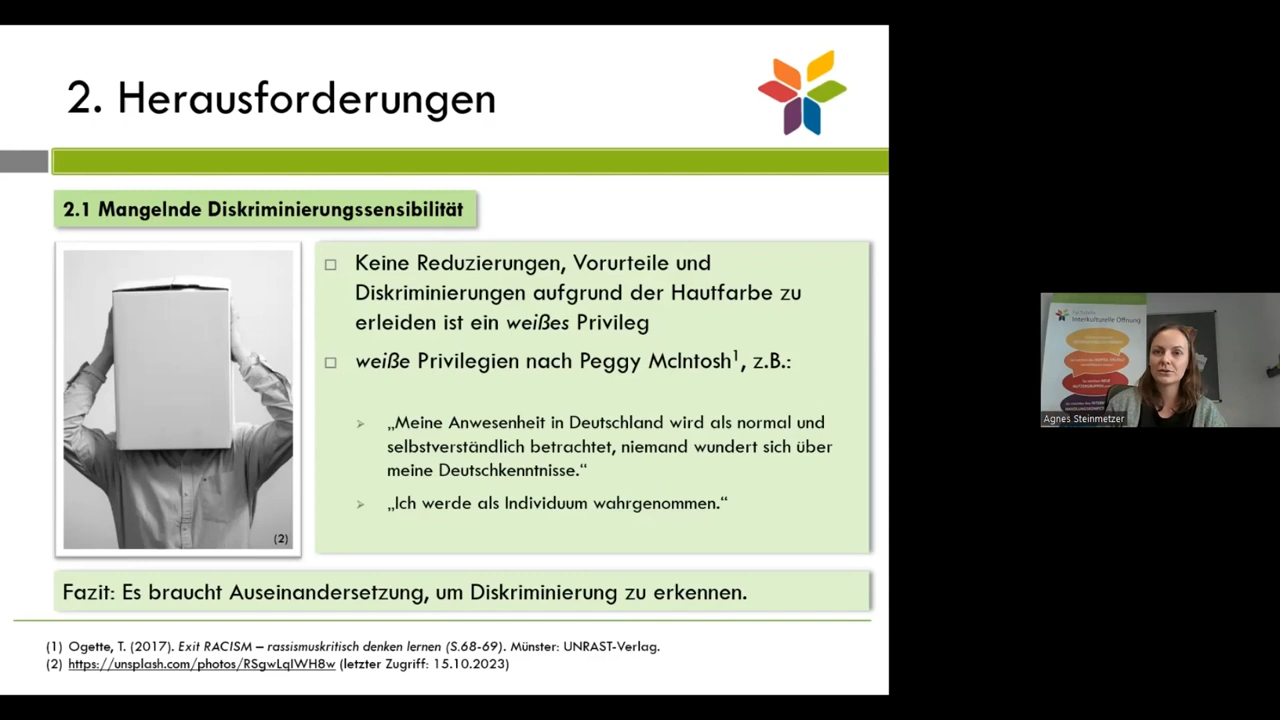 2. Herausforderungen
2.1 Mangelnde Diskriminierungssensibilität
Keine Reduzierungen, Vorurteile und
Diskriminierungen aufgrund der Hautfarbe zu
erleiden ist ein weißes Privileg
weiße Privilegien nach Peggy McIntosh¹, z.B.:
„Meine Anwesenheit in Deutschland wird als normal und
selbstverständlich betrachtet, niemand wundert sich über
meine Deutschkenntnisse.“
„Ich werde als Individuum wahrgenommen.“
(2)
Fazit: Es braucht Auseinandersetzung, um Diskriminierung zu erkennen.
(1) Ogette, T. (2017). Exit RACISM – rassismuskritisch denken lernen (S.68-69). Münster: UNRAST-Verlag.
(2) https://unsplash.com/photos/RSgwLqIWH8w (letzter Zugriff: 15.10.2023)
Interkulturelle Öffnung
Agnes Steinmetzer